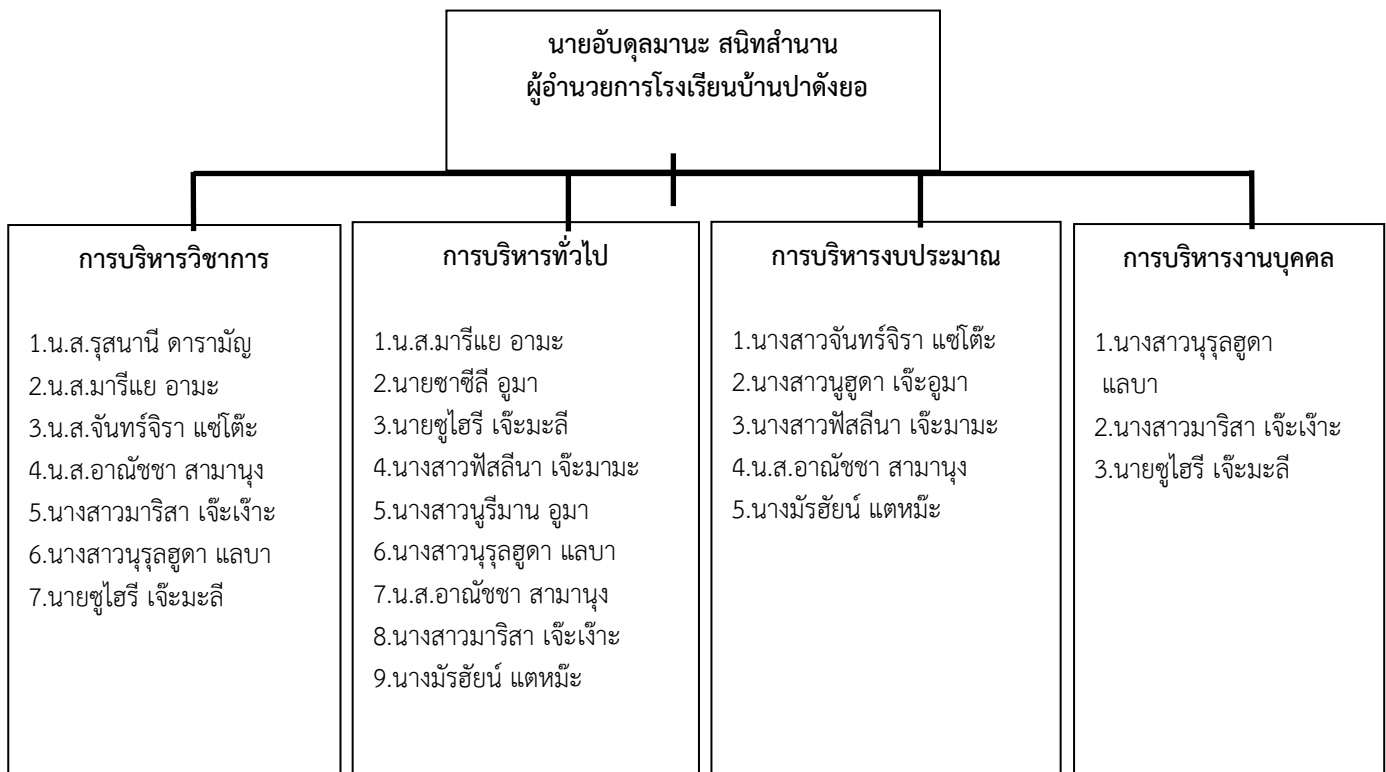 นายอับดุลมานะ สนิทสำนาน
ผู้อำนวยการโรงเรียนบ้านปาดังยอ
การบริหารวิชาการ
1.น.ส.รุสนานี ดารามัญ
2.น.ส.มารีแย อามะ
3.น.ส.จันทร์จิรา แซ่โต๊ะ
4.น.ส.อาณัชชา สามานุง
5.นางสาวมาริสา เจ๊ะเง๊าะ
6.นางสาวนุรุลฮูดา แลบา
7.นายซูไฮรี เจ๊ะมะลี
การบริหารทั่วไป
1.น.ส.มารีแย อามะ
2.นายซาซีลี อูมา
3.นายซูไฮรี เจ๊ะมะลี
4.นางสาวฟัสลีนา เจ๊ะมามะ
5.นางสาวนูรีมาน อูมา
6.นางสาวนุรุลฮูดา แลบา
7.น.ส.อาณัชชา สามานุง
8.นางสาวมาริสา เจ๊ะเง๊าะ
9.นางมัรฮัยน์ แตหม๊ะ
การบริหารงบประมาณ
1.นางสาวจันทร์จิรา แซ่โต๊ะ
2.นางสาวนูฮูดา เจ๊ะอูมา
3.นางสาวฟัสลีนา เจ๊ะมามะ
4.น.ส.อาณัชชา สามานุง
5.นางมัรฮัยน์ แตหม๊ะ
การบริหารงานบุคคล
1.นางสาวนุรุลฮูดา
แลบา
2.นางสาวมาริสา เจ๊ะเง๊าะ
3.นายซูไฮรี เจ๊ะมะลี